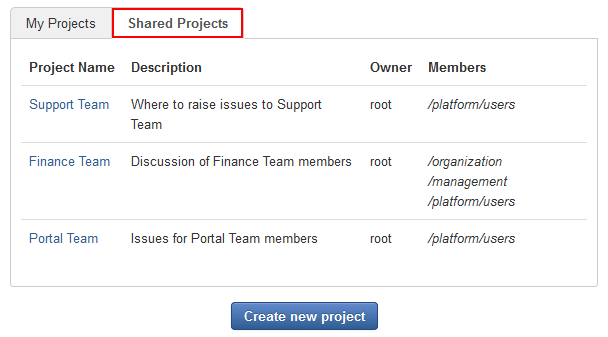 My Projects Shared Projects
Project Name Description Owner Members
Support Team Where to raise issues to Support root /platform/users
Team
Finance Team Discussion of Finance Team members root /organization
/management
/platform/users
Portal Team Issues for Portal Team members root /platform/users
Create new project